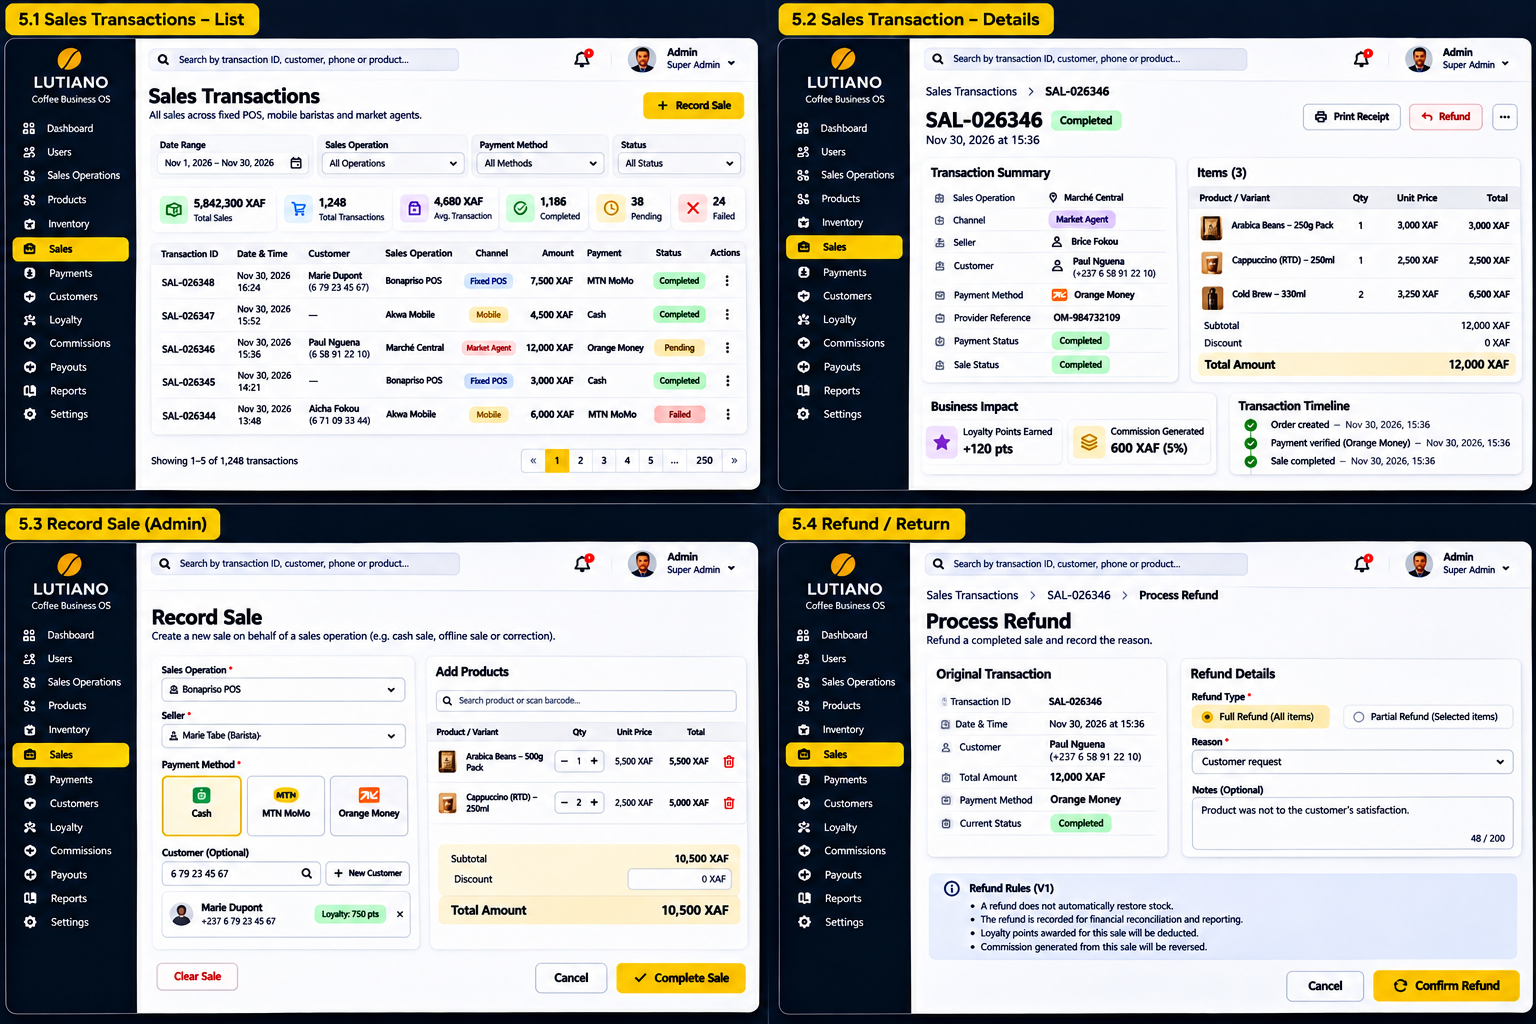 5.1 Sales Transactions – List
LUTIANO
Coffee Business OS
Dashboard
Users
Sales Operations
Products
Inventory
Sales
Payments
Customers
Loyalty
Commissions
Payouts
Reports
Settings
Search by transaction ID, customer, phone or product...
Admin
Super Admin
Sales Transactions
All sales across fixed POS, mobile baristas and market agents.
+ Record Sale
Date Range
Nov 1, 2026 – Nov 30, 2026
Sales Operation
All Operations
Payment Method
All Methods
Status
All Status
5,842,300 XAF
Total Sales
1,248
Total Transactions
4,680 XAF
Avg. Transaction
1,186
Completed
38
Pending
24
Failed
Transaction ID Date & Time Customer Sales Operation Channel Amount Payment Status Actions
SAL-026348 Nov 30, 2026 16:24 Marie Dupont (6 79 23 45 67) Bonapriso POS Fixed POS 7,500 XAF MTN MoMo Completed
SAL-026347 Nov 30, 2026 15:52 — Akwa Mobile Mobile 4,500 XAF Cash Completed
SAL-026346 Nov 30, 2026 15:36 Paul Nguena (6 58 91 22 10) Marché Central Market Agent 12,000 XAF Orange Money Pending
SAL-026345 Nov 30, 2026 14:21 — Bonapriso POS Fixed POS 3,000 XAF Cash Completed
SAL-026344 Nov 30, 2026 13:48 Aicha Fokou (6 71 09 33 44) Akwa Mobile Mobile 6,000 XAF MTN MoMo Failed
Showing 1–5 of 1,248 transactions
« 1 2 3 4 5 ... 250 »
5.2 Sales Transaction – Details
LUTIANO
Coffee Business OS
Dashboard
Users
Sales Operations
Products
Inventory
Sales
Payments
Customers
Loyalty
Commissions
Payouts
Reports
Settings
Search by transaction ID, customer, phone or product...
Admin
Super Admin
Sales Transactions > SAL-026346
SAL-026346 Completed
Nov 30, 2026 at 15:36
Print Receipt
Refund
Transaction Summary
Sales Operation Marché Central
Channel Market Agent
Seller Brice Fokou
Customer Paul Nguena
(+237 6 58 91 22 10)
Payment Method Orange Money
Provider Reference OM-984732109
Payment Status Completed
Sale Status Completed
Items (3)
Product / Variant Qty Unit Price Total
Arabica Beans – 250g Pack 1 3,000 XAF 3,000 XAF
Cappuccino (RTD) – 250ml 1 2,500 XAF 2,500 XAF
Cold Brew – 330ml 2 3,250 XAF 6,500 XAF
Subtotal 12,000 XAF
Discount 0 XAF
Total Amount 12,000 XAF
Business Impact
Loyalty Points Earned
+120 pts
Commission Generated
600 XAF (5%)
Transaction Timeline
Order created – Nov 30, 2026, 15:36
Payment verified (Orange Money) – Nov 30, 2026, 15:36
Sale completed – Nov 30, 2026, 15:36
5.3 Record Sale (Admin)
LUTIANO
Coffee Business OS
Dashboard
Users
Sales Operations
Products
Inventory
Sales
Payments
Customers
Loyalty
Commissions
Payouts
Reports
Settings
Search by transaction ID, customer, phone or product...
Admin
Super Admin
Record Sale
Create a new sale on behalf of a sales operation (e.g. cash sale, offline sale or correction).
Sales Operation *
Bonapriso POS
Seller *
Marie Tabe (Barista)
Payment Method *
Cash
MTN
MTN MoMo
Orange Money
Customer (Optional)
6 79 23 45 67
+ New Customer
Marie Dupont
+237 6 79 23 45 67
Loyalty: 750 pts ×
Add Products
Search product or scan barcode...
Product / Variant Qty Unit Price Total
Arabica Beans – 500g Pack − 1 + 5,500 XAF 5,500 XAF
Cappuccino (RTD) – 250ml − 2 + 2,500 XAF 5,000 XAF
Subtotal 10,500 XAF
Discount 0 XAF
Total Amount 10,500 XAF
Clear Sale
Cancel
Complete Sale
5.4 Refund / Return
LUTIANO
Coffee Business OS
Dashboard
Users
Sales Operations
Products
Inventory
Sales
Payments
Customers
Loyalty
Commissions
Payouts
Reports
Settings
Search by transaction ID, customer, phone or product...
Admin
Super Admin
Sales Transactions > SAL-026346 > Process Refund
Process Refund
Refund a completed sale and record the reason.
Original Transaction
Transaction ID SAL-026346
Date & Time Nov 30, 2026 at 15:36
Customer Paul Nguena
(+237 6 58 91 22 10)
Total Amount 12,000 XAF
Payment Method Orange Money
Current Status Completed
Refund Details
Refund Type *
Full Refund (All items)
Partial Refund (Selected items)
Reason *
Customer request
Notes (Optional)
Product was not to the customer's satisfaction.
48 / 200
Refund Rules (V1)
• A refund does not automatically restore stock.
• The refund is recorded for financial reconciliation and reporting.
• Loyalty points awarded for this sale will be deducted.
• Commission generated from this sale will be reversed.
Cancel
Confirm Refund